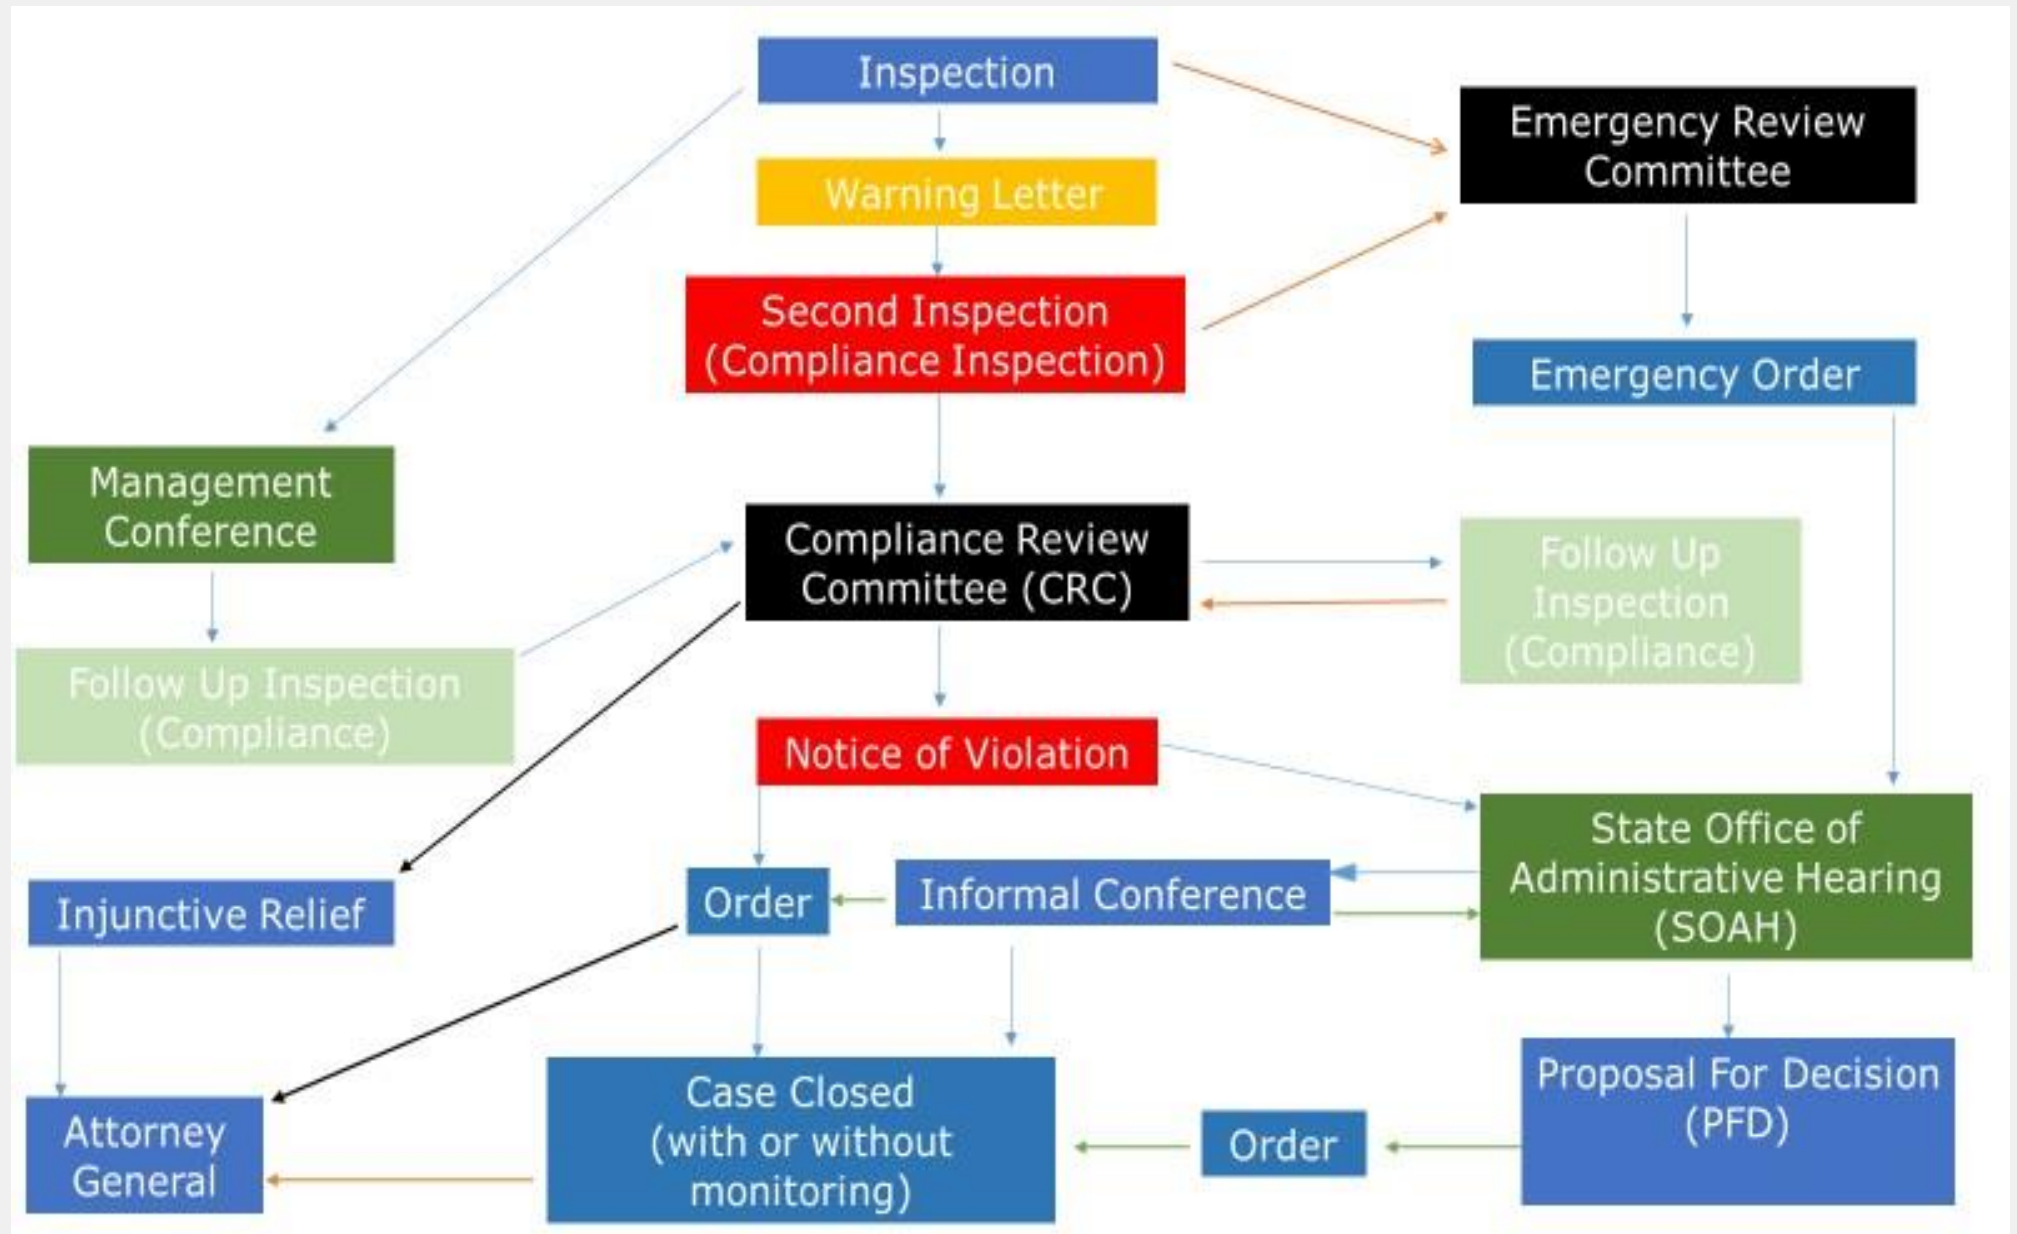 Inspection
Emergency Review
Committee
Warning Letter
Second Inspection
(Compliance Inspection)
Emergency Order
Management
Conference
Compliance Review
Committee (CRC)
Follow Up
Inspection
(Compliance)
Follow Up Inspection
(Compliance)
Notice of Violation
State Office of
Administrative Hearing
(SOAH)
Injunctive Relief
Order
Informal Conference
Proposal For Decision
(PFD)
Attorney
General
Case Closed
(with or without
monitoring)
Order